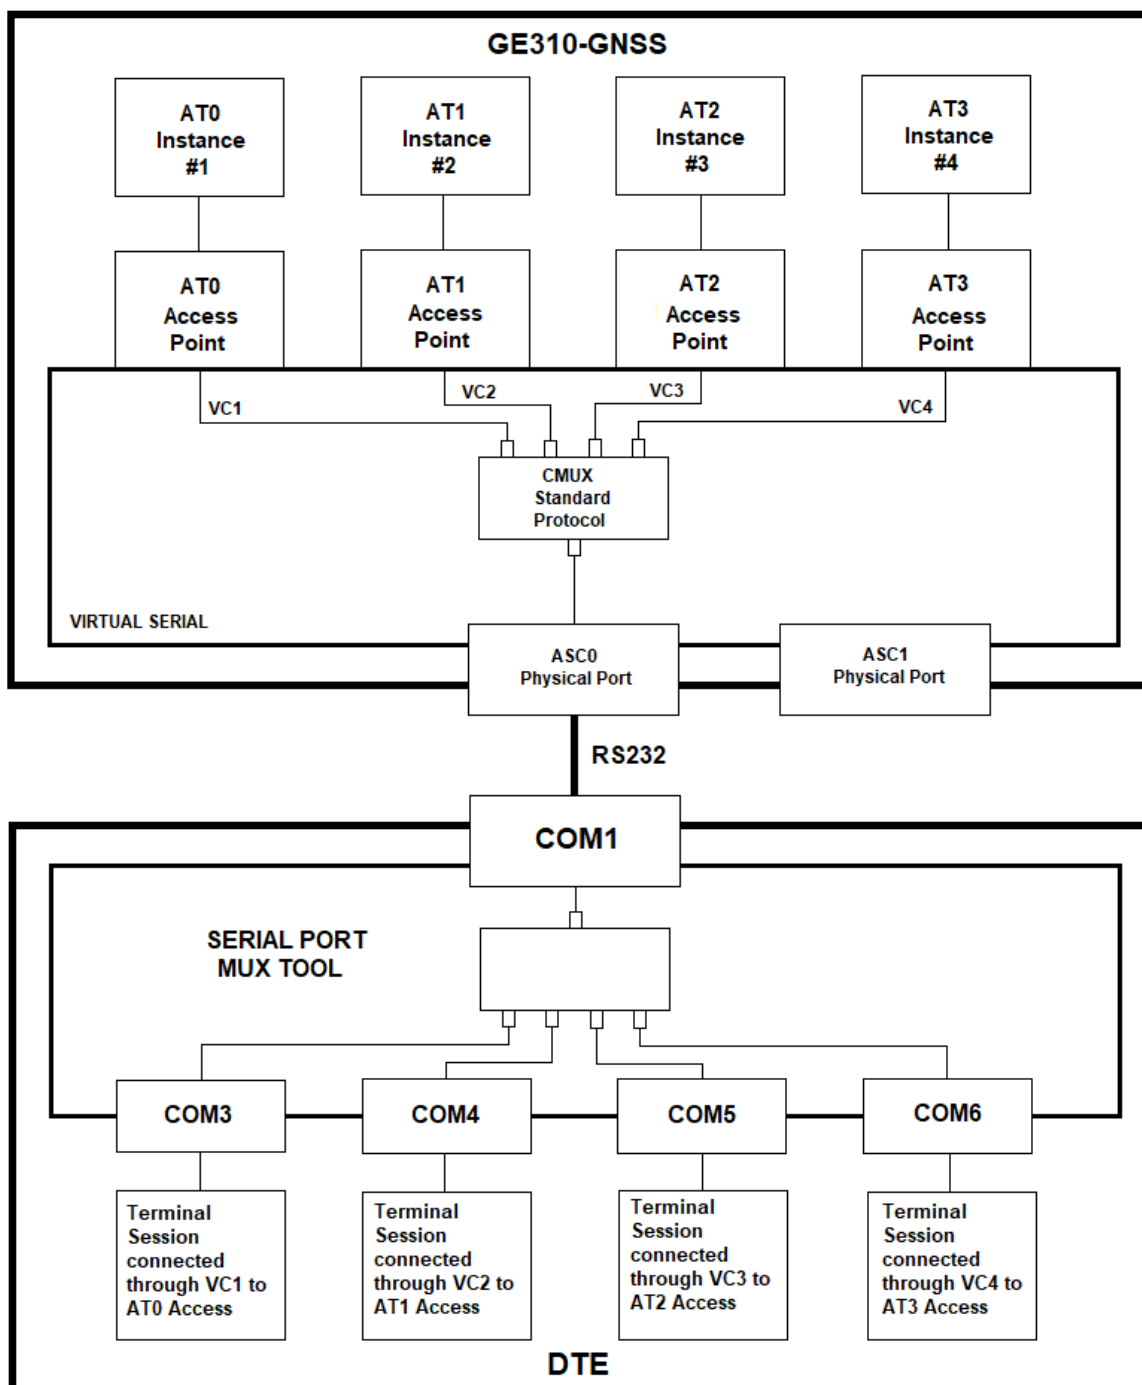 GE310-GNSS
AT0
Instance
#1
AT1
Instance
#2
AT2
Instance
#3
AT3
Instance
#4
AT0
Access
Point
AT1
Access
Point
AT2
Access
Point
AT3
Access
Point
VC1
VC2
VC3
VC4
CMUX
Standard
Protocol
VIRTUAL SERIAL
ASC0
Physical Port
ASC1
Physical Port
RS232
COM1
SERIAL PORT
MUX TOOL
COM3
COM4
COM5
COM6
Terminal
Session
connected
through VC1 to
AT0 Access
Terminal
Session
connected
through VC2 to
AT1 Access
Terminal
Session
connected
through VC3 to
AT2 Access
Terminal
Session
connected
through VC4 to
AT3 Access
DTE